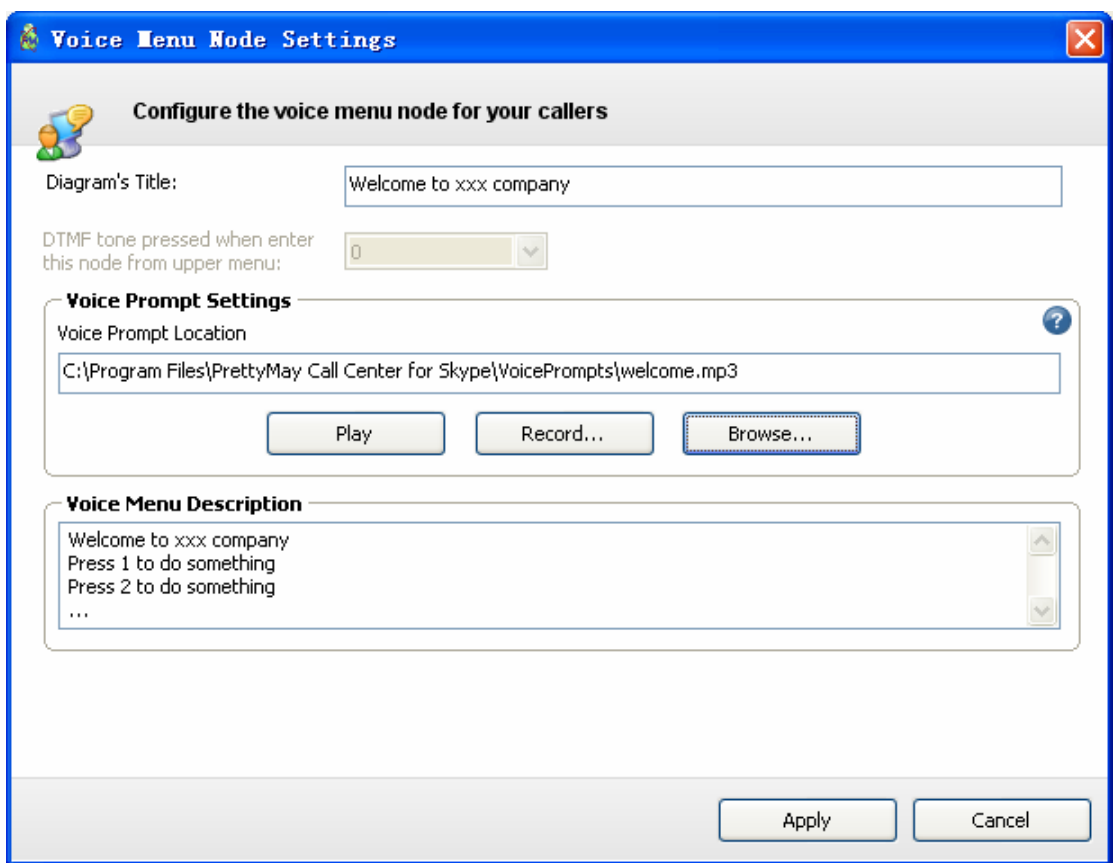 Voice Menu Node Settings
Configure the voice menu node for your callers
Diagram's Title:
Welcome to xxx company
DTMF tone pressed when enter
this node from upper menu:
0
Voice Prompt Settings
?
Voice Prompt Location
C:\Program Files\PrettyMay Call Center for Skype\VoicePrompts\welcome.mp3
Play
Record...
Browse...
Voice Menu Description
Welcome to xxx company
Press 1 to do something
Press 2 to do something
...
Apply
Cancel